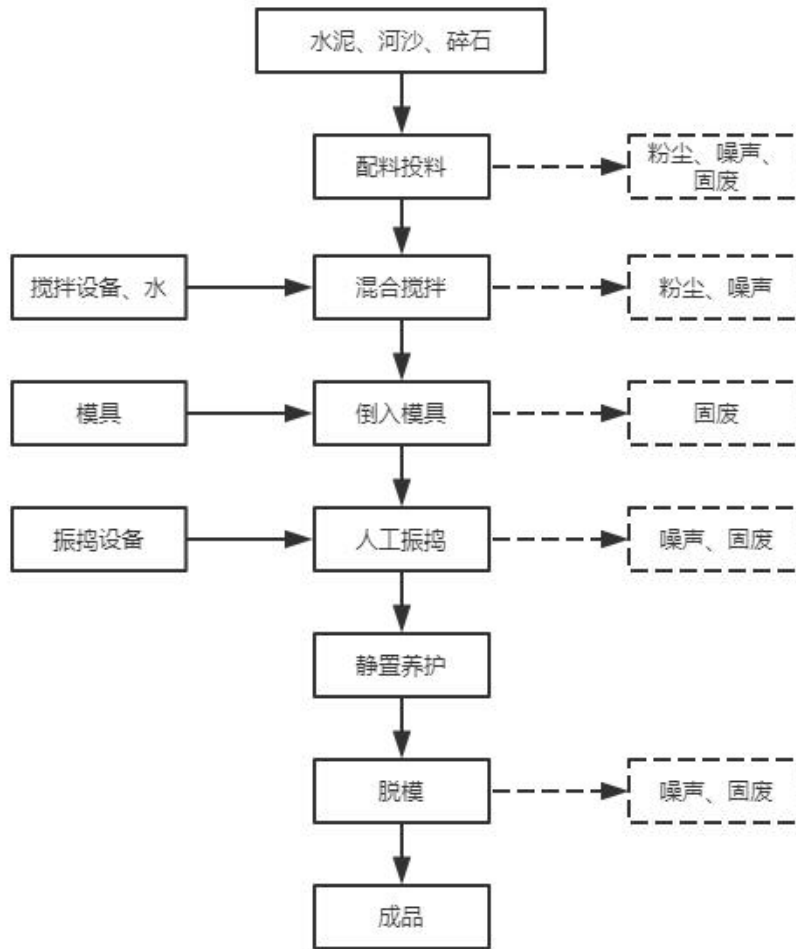 水泥、河沙、碎石
配料投料
粉尘、噪声、
固废
搅拌设备、水
混合搅拌
粉尘、噪声
模具
倒入模具
固废
振捣设备
人工振捣
噪声、固废
静置养护
脱模
噪声、固废
成品